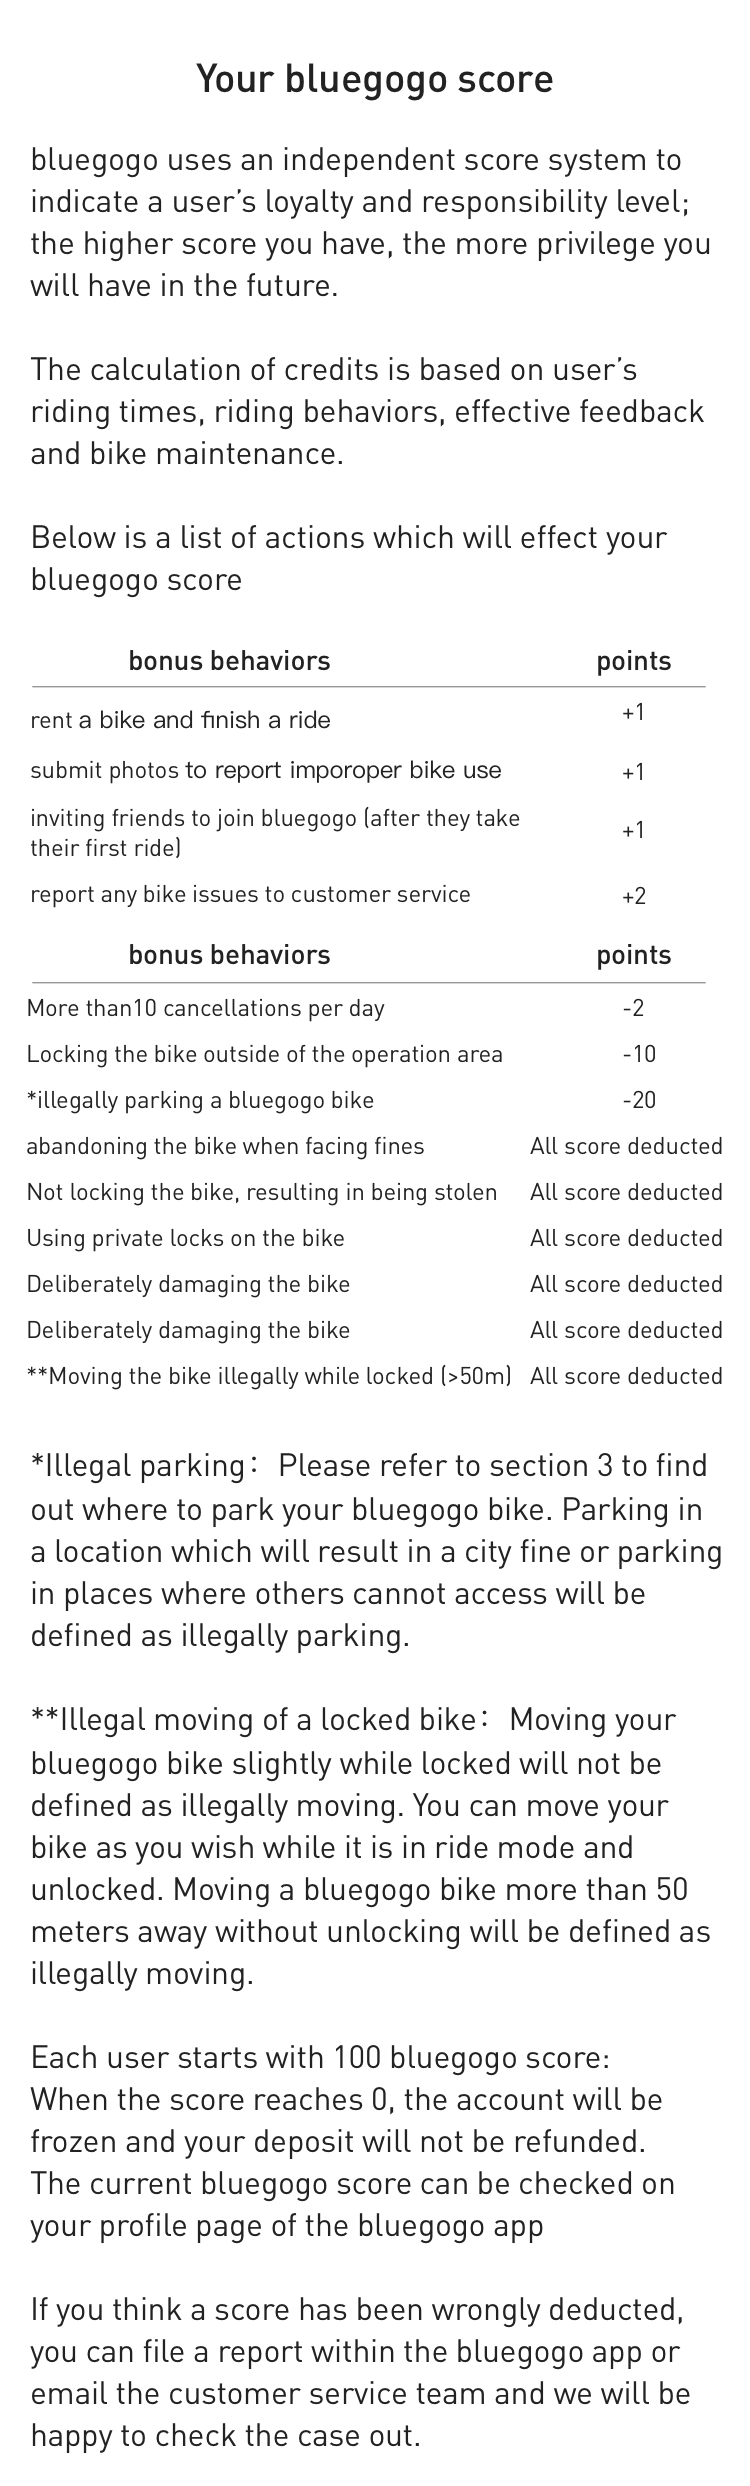 Your bluegogo score
bluegogo uses an independent score system to
indicate a user's loyalty and responsibility level;
the higher score you have, the more privilege you
will have in the future.
The calculation of credits is based on user's
riding times, riding behaviors, effective feedback
and bike maintenance.
Below is a list of actions which will effect your
bluegogo score
bonus behaviors points
rent a bike and finish a ride +1
submit photos to report imporoper bike use +1
inviting friends to join bluegogo (after they take
their first ride) +1
report any bike issues to customer service +2
bonus behaviors points
More than10 cancellations per day -2
Locking the bike outside of the operation area -10
*illegally parking a bluegogo bike -20
abandoning the bike when facing fines All score deducted
Not locking the bike, resulting in being stolen All score deducted
Using private locks on the bike All score deducted
Deliberately damaging the bike All score deducted
Deliberately damaging the bike All score deducted
**Moving the bike illegally while locked (>50m) All score deducted
*Illegal parking： Please refer to section 3 to find
out where to park your bluegogo bike. Parking in
a location which will result in a city fine or parking
in places where others cannot access will be
defined as illegally parking.
**Illegal moving of a locked bike： Moving your
bluegogo bike slightly while locked will not be
defined as illegally moving. You can move your
bike as you wish while it is in ride mode and
unlocked. Moving a bluegogo bike more than 50
meters away without unlocking will be defined as
illegally moving.
Each user starts with 100 bluegogo score:
When the score reaches 0, the account will be
frozen and your deposit will not be refunded.
The current bluegogo score can be checked on
your profile page of the bluegogo app
If you think a score has been wrongly deducted,
you can file a report within the bluegogo app or
email the customer service team and we will be
happy to check the case out.